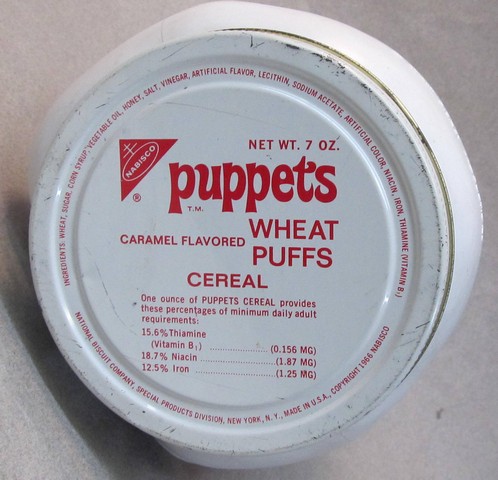 INGREDIENTS: WHEAT, SUGAR, CORN SYRUP, VEGETABLE OIL, HONEY, SALT, VINEGAR, ARTIFICIAL FLAVOR, LECITHIN, SODIUM ACETATE, ARTIFICIAL COLOR, NIACIN, IRON, THIAMINE (VITAMIN B₁)
NABISCO
®
NET WT. 7 OZ.
puppets
T.M.
CARAMEL FLAVORED WHEAT
PUFFS
CEREAL
One ounce of PUPPETS CEREAL provides
these percentages of minimum daily adult
requirements:
15.6% Thiamine
(Vitamin B₁) ........................ (0.156 MG)
18.7% Niacin ........................ (1.87 MG)
12.5% Iron ........................ (1.25 MG)
NATIONAL BISCUIT COMPANY, SPECIAL PRODUCTS DIVISION, NEW YORK, N.Y., MADE IN U.S.A., COPYRIGHT 1966 NABISCO